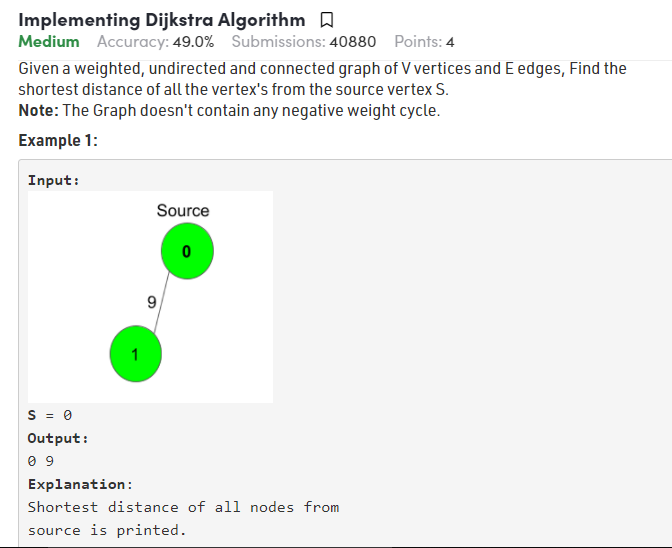 Implementing Dijkstra Algorithm
Medium Accuracy: 49.0% Submissions: 40880 Points: 4
Given a weighted, undirected and connected graph of V vertices and E edges, Find the
shortest distance of all the vertex's from the source vertex S.
Note: The Graph doesn't contain any negative weight cycle.
Example 1:
Input:
Source
0
9
1
S = 0
Output:
0 9
Explanation:
Shortest distance of all nodes from
source is printed.